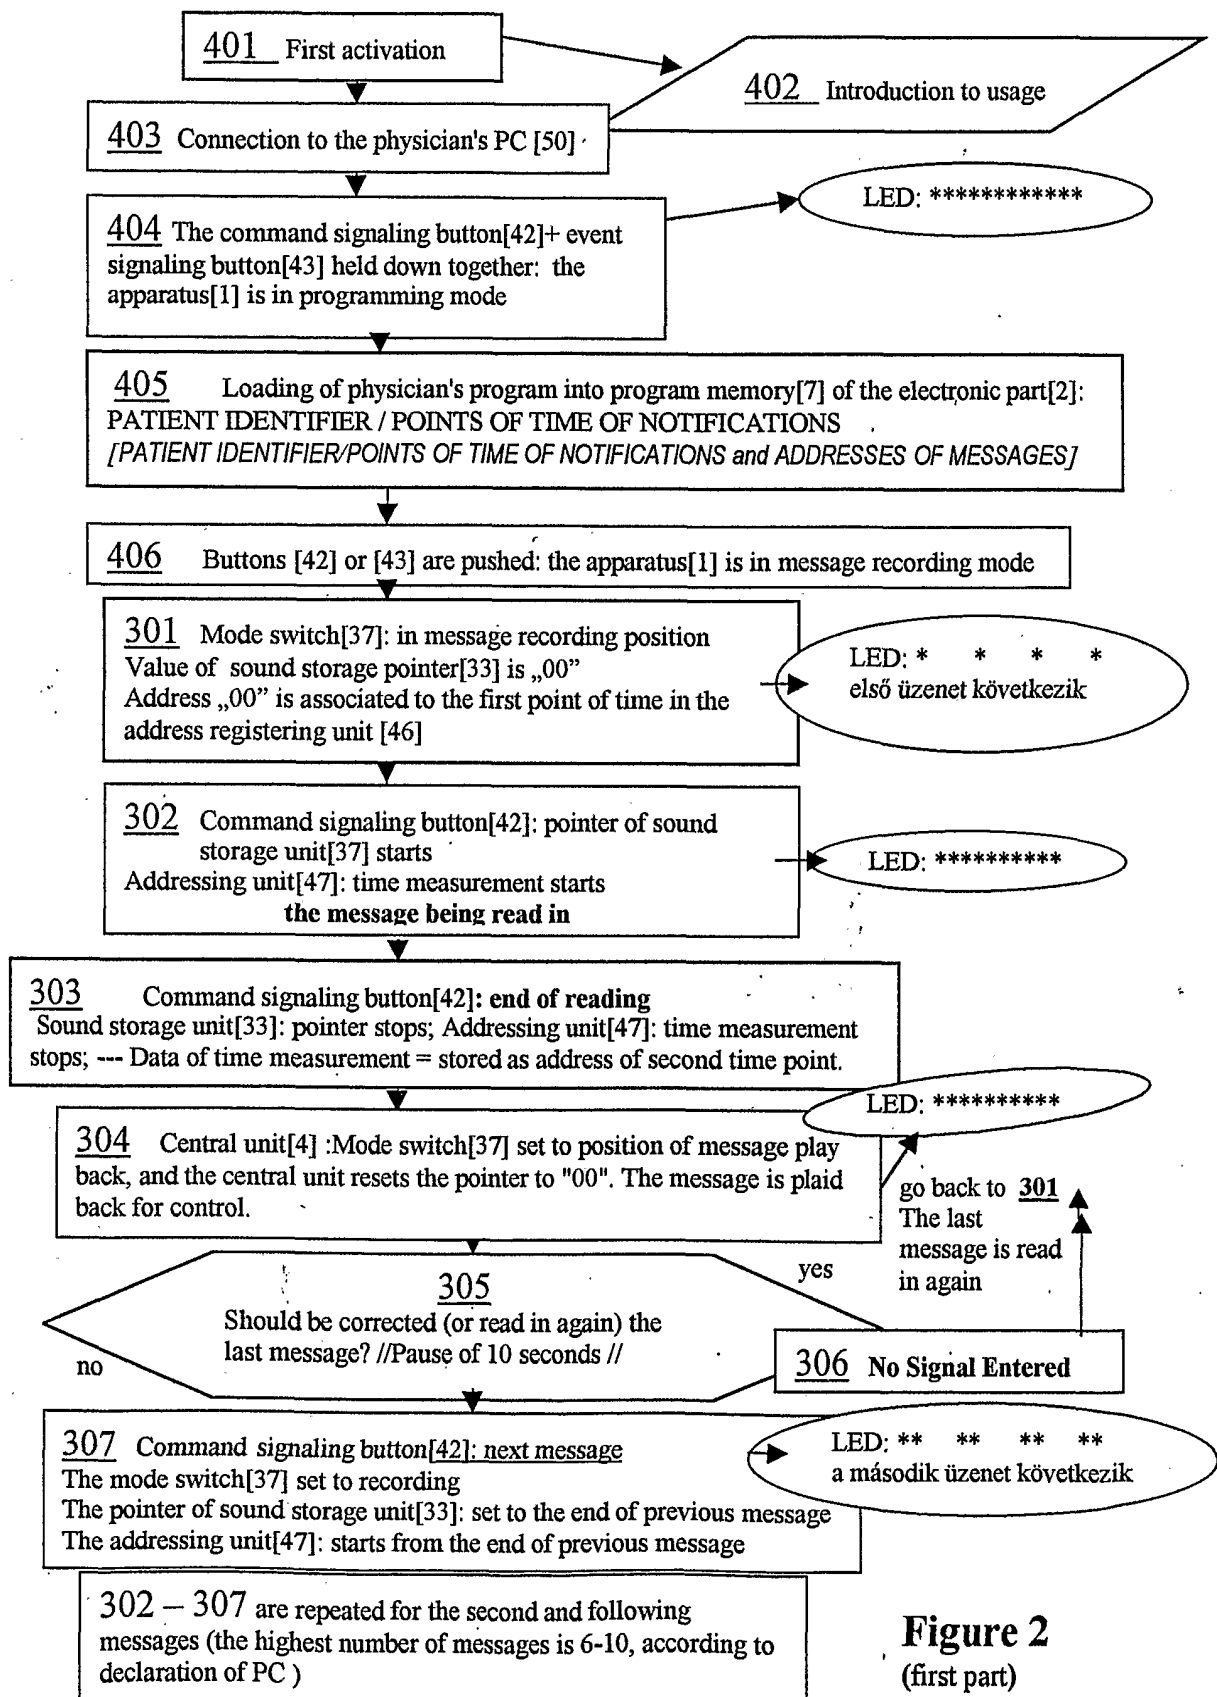 401 First activation
402 Introduction to usage
403 Connection to the physician's PC [50]
LED: ************
404 The command signaling button[42]+ event
signaling button[43] held down together: the
apparatus[1] is in programming mode
405 Loading of physician's program into program memory[7] of the electronic part[2]:
PATIENT IDENTIFIER / POINTS OF TIME OF NOTIFICATIONS
[PATIENT IDENTIFIER/POINTS OF TIME OF NOTIFICATIONS and ADDRESSES OF MESSAGES]
406 Buttons [42] or [43] are pushed: the apparatus[1] is in message recording mode
301 Mode switch[37]: in message recording position
Value of sound storage pointer[33] is „00”
Address „00” is associated to the first point of time in the
address registering unit [46]
LED: * * * *
első üzenet következik
302 Command signaling button[42]: pointer of sound
storage unit[37] starts
Addressing unit[47]: time measurement starts
the message being read in
LED: **********
303 Command signaling button[42]: end of reading
Sound storage unit[33]: pointer stops; Addressing unit[47]: time measurement
stops; --- Data of time measurement = stored as address of second time point.
LED: **********
304 Central unit[4] :Mode switch[37] set to position of message play
back, and the central unit resets the pointer to "00". The message is plaid
back for control.
go back to 301
The last
message is read
in again
yes
305
Should be corrected (or read in again) the
last message? //Pause of 10 seconds //
no
306 No Signal Entered
307 Command signaling button[42]: next message
The mode switch[37] set to recording
The pointer of sound storage unit[33]: set to the end of previous message
The addressing unit[47]: starts from the end of previous message
LED: ** ** ** **
a második üzenet következik
302 – 307 are repeated for the second and following
messages (the highest number of messages is 6-10, according to
declaration of PC )
Figure 2
(first part)